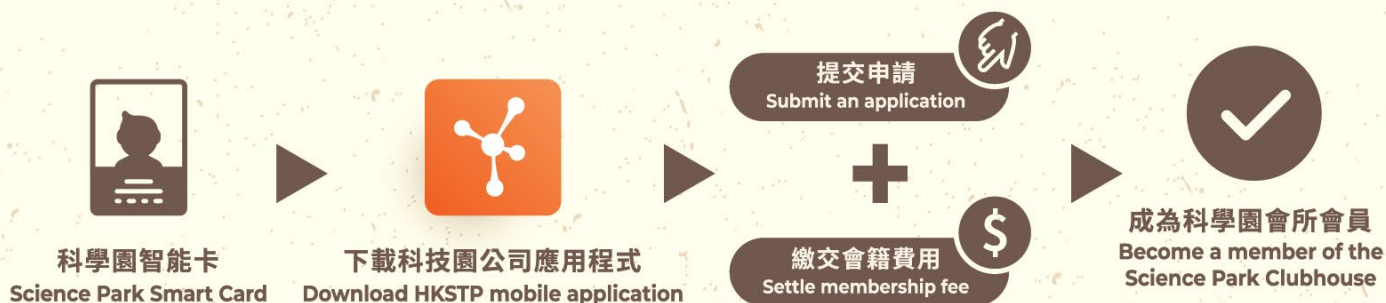 科學園智能卡
Science Park Smart Card
下載科技園公司應用程式
Download HKSTP mobile application
提交申請
Submit an application
+
$
繳交會籍費用
Settle membership fee
成為科學園會所會員
Become a member of the
Science Park Clubhouse